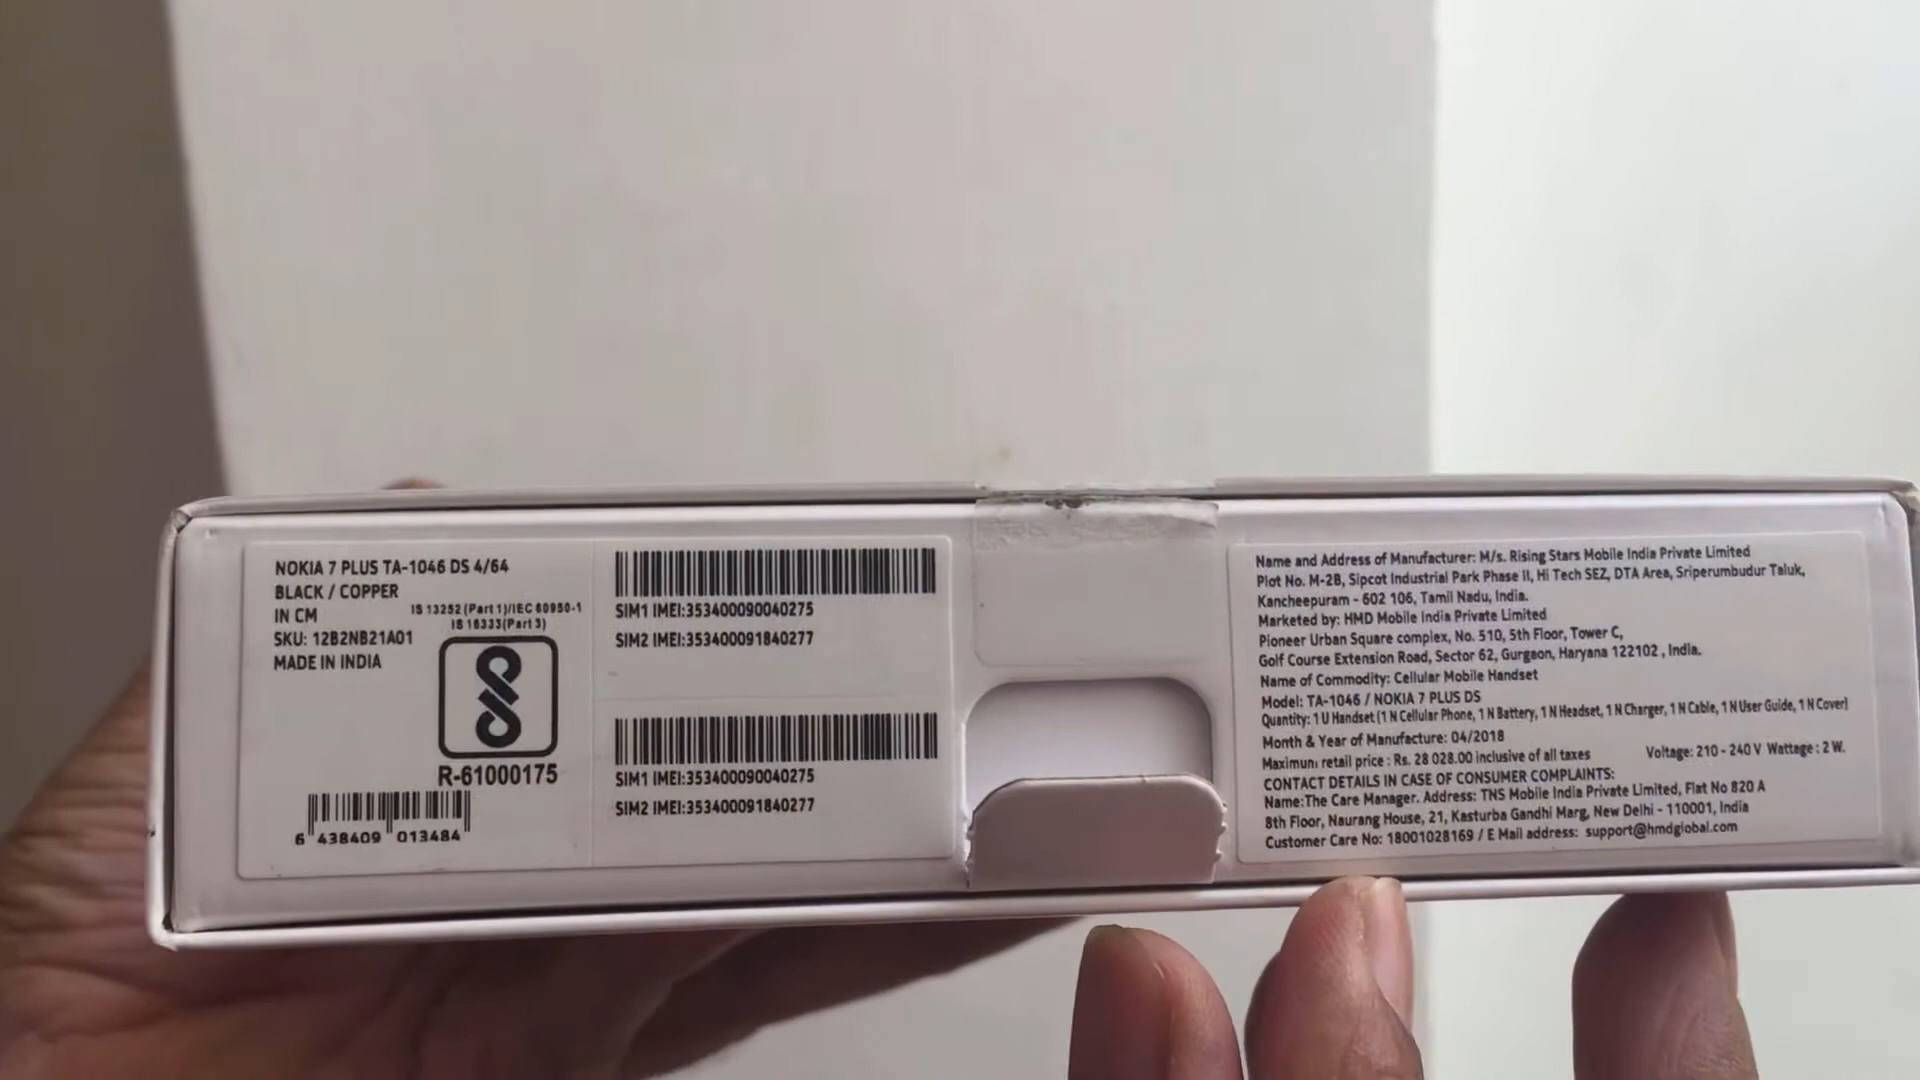 NOKIA 7 PLUS TA-1046 DS 4/64
BLACK / COPPER
IN CM
SKU: 12B2NB21A01
MADE IN INDIA
IS 13252 (Part 1)/IEC 60950-1
IS 16333(Part 3)
R-61000175
6 438409 013484
SIM1 IMEI:353400090040275
SIM2 IMEI:353400091840277
SIM1 IMEI:353400090040275
SIM2 IMEI:353400091840277
Name and Address of Manufacturer: M/s. Rising Stars Mobile India Private Limited
Plot No. M-2B, Sipcot Industrial Park Phase II, Hi Tech SEZ, DTA Area, Sriperumbudur Taluk,
Kancheepuram - 602 106, Tamil Nadu, India.
Marketed by: HMD Mobile India Private Limited
Pioneer Urban Square complex, No. 510, 5th Floor, Tower C,
Golf Course Extension Road, Sector 62, Gurgaon, Haryana 122102 , India.
Name of Commodity: Cellular Mobile Handset
Model: TA-1046 / NOKIA 7 PLUS DS
Quantity: 1 U Handset (1 N Cellular Phone, 1 N Battery, 1 N Headset, 1 N Charger, 1 N Cable, 1 N User Guide, 1 N Cover)
Month & Year of Manufacture: 04/2018
Maximum retail price : Rs. 28 028.00 inclusive of all taxes Voltage: 210 - 240 V Wattage : 2 W.
CONTACT DETAILS IN CASE OF CONSUMER COMPLAINTS:
Name:The Care Manager. Address: TNS Mobile India Private Limited, Flat No 820 A
8th Floor, Naurang House, 21, Kasturba Gandhi Marg, New Delhi - 110001, India
Customer Care No: 18001028169 / E Mail address: support@hmdglobal.com